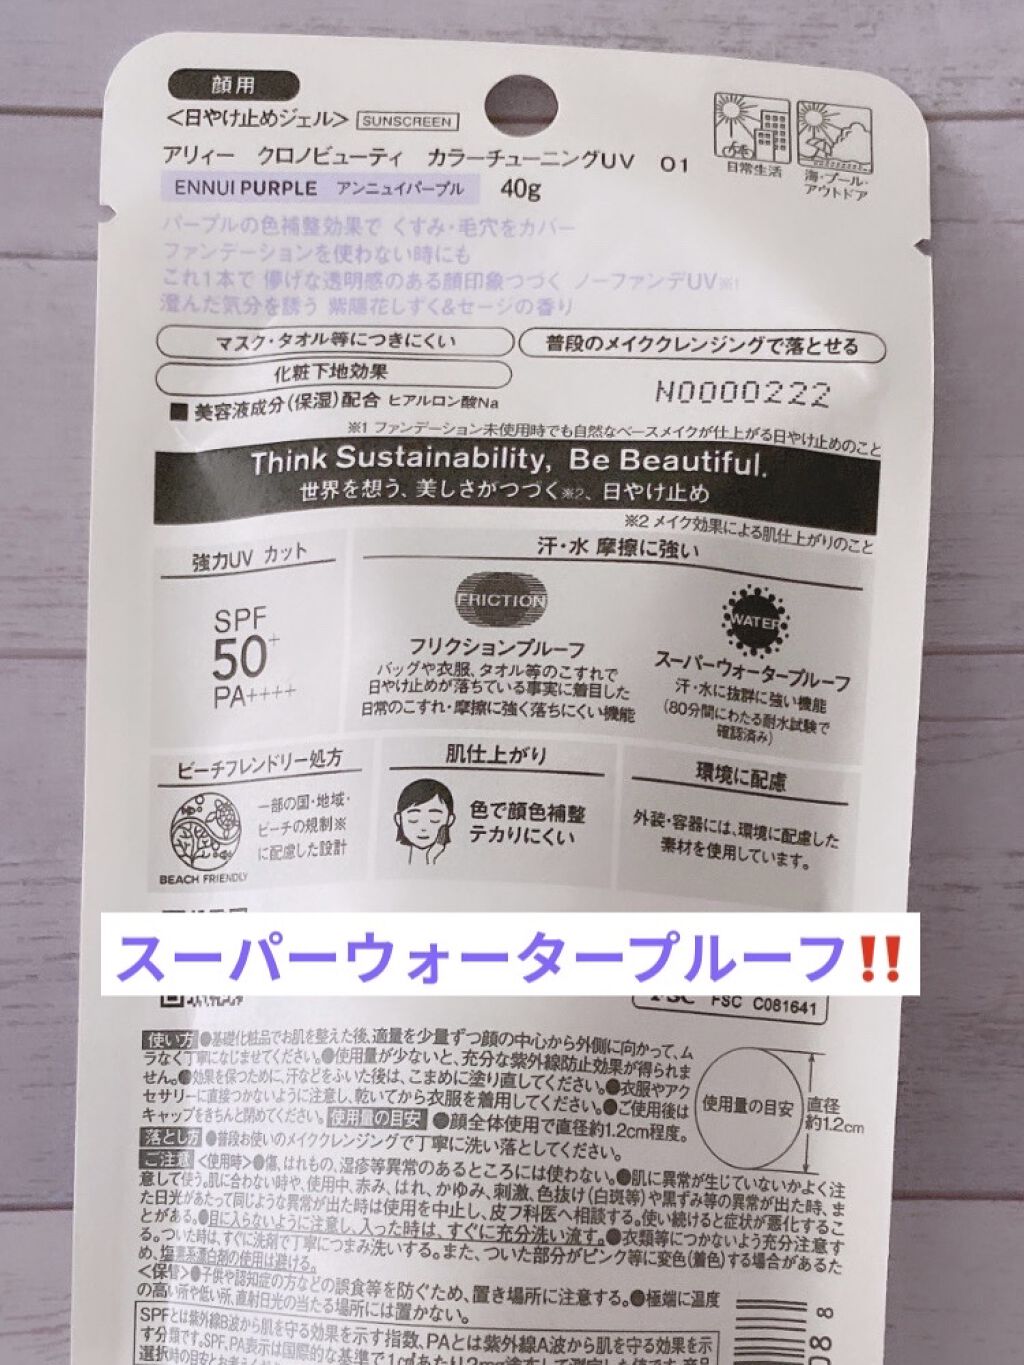 顔用
<日やけ止めジェル> SUNSCREEN
アリィー クロノビューティ カラーチューニングUV 01
ENNUI PURPLE アンニュイパープル 40g
日常生活
海・プール・
アウトドア
パープルの色補整効果で くすみ・毛穴をカバー
ファンデーションを使わない時にも
これ1本で 儚げな透明感のある顔印象つづく ノーファンデUV※1
澄んだ気分を誘う 紫陽花しずく&セージの香り
マスク・タオル等につきにくい
普段のメイククレンジングで落とせる
化粧下地効果
N0000222
■ 美容液成分(保湿)配合 ヒアルロン酸Na
※1 ファンデーション未使用時でも自然なベースメイクが仕上がる日やけ止めのこと
Think Sustainability, Be Beautiful.
世界を想う、美しさがつづく※2、日やけ止め
※2 メイク効果による肌仕上がりのこと
強力UV カット
SPF
50+
PA++++
汗・水 摩擦に強い
FRICTION
フリクションプルーフ
バッグや衣服、タオル等のこすれで
日やけ止めが落ちている事実に着目した
日常のこすれ・摩擦に強く落ちにくい機能
WATER
スーパーウォータープルーフ
汗・水に抜群に強い機能
(80分間にわたる耐水試験で
確認済み)
ビーチフレンドリー処方
BEACH FRIENDLY
一部の国・地域・
ビーチの規制※
に配慮した設計
肌仕上がり
色で顔色補整
テカりにくい
環境に配慮
外装・容器には、環境に配慮した
素材を使用しています。
スーパーウォータープルーフ‼️
FSC FSC C081641
使い方 ●基礎化粧品でお肌を整えた後、適量を少量ずつ顔の中心から外側に向かって、ム
ラなく丁寧になじませてください。●使用量が少ないと、充分な紫外線防止効果が得られま
せん。●効果を保つために、汗などをふいた後は、こまめに塗り直してください。●衣服やアク
セサリーに直接つかないように注意し、乾いてから衣服を着用してください。●ご使用後は
キャップをきちんと閉めてください。 使用量の目安 ●顔全体使用で直径約1.2cm程度。
使用量の目安
直径
約1.2cm
落とし方 ●普段お使いのメイククレンジングで丁寧に洗い落としてください。
ご注意 <使用時>●傷、はれもの、湿疹等異常のあるところには使わない。●肌に異常が生じていないかよく注
意して使う。肌に合わない時や、使用中、赤み、はれ、かゆみ、刺激、色抜け(白斑等)や黒ずみ等の異常が出た時、ま
た日光があたって同じような異常が出た時は使用を中止し、皮フ科医へ相談する。使い続けると症状が悪化するこ
とがある。●目に入らないように注意し、入った時は、すぐに充分洗い流す。●衣類等につかないよう充分注意す
る。ついた時は、すぐに洗剤で丁寧につまみ洗いする。また、ついた部分がピンク等に変色(着色)する場合があるた
め、塩素系漂白剤の使用は避ける。
<保管>●子供や認知症の方などの誤食等を防ぐため、置き場所に注意する。●極端に温度
の高い所や低い所、直射日光の当たる場所には置かない。
SPFとは紫外線B波から肌を守る効果を示す指数、PAとは紫外線A波から肌を守る効果を示
す分類です。SPF、PA表示は国際的な基準で1cm²あたり2mg塗布して測定した値です。商品